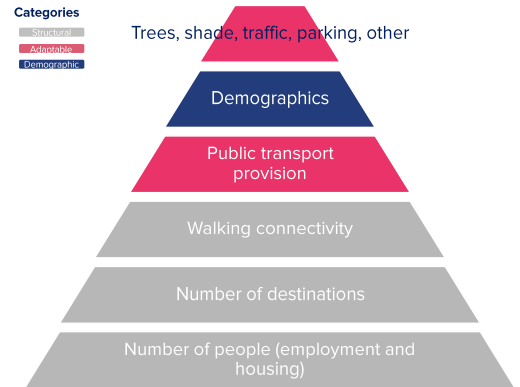 Categories
Structural
Adaptable
Demographic
Trees, shade, traffic, parking, other
Demographics
Public transport
provision
Walking connectivity
Number of destinations
Number of people (employment and
housing)